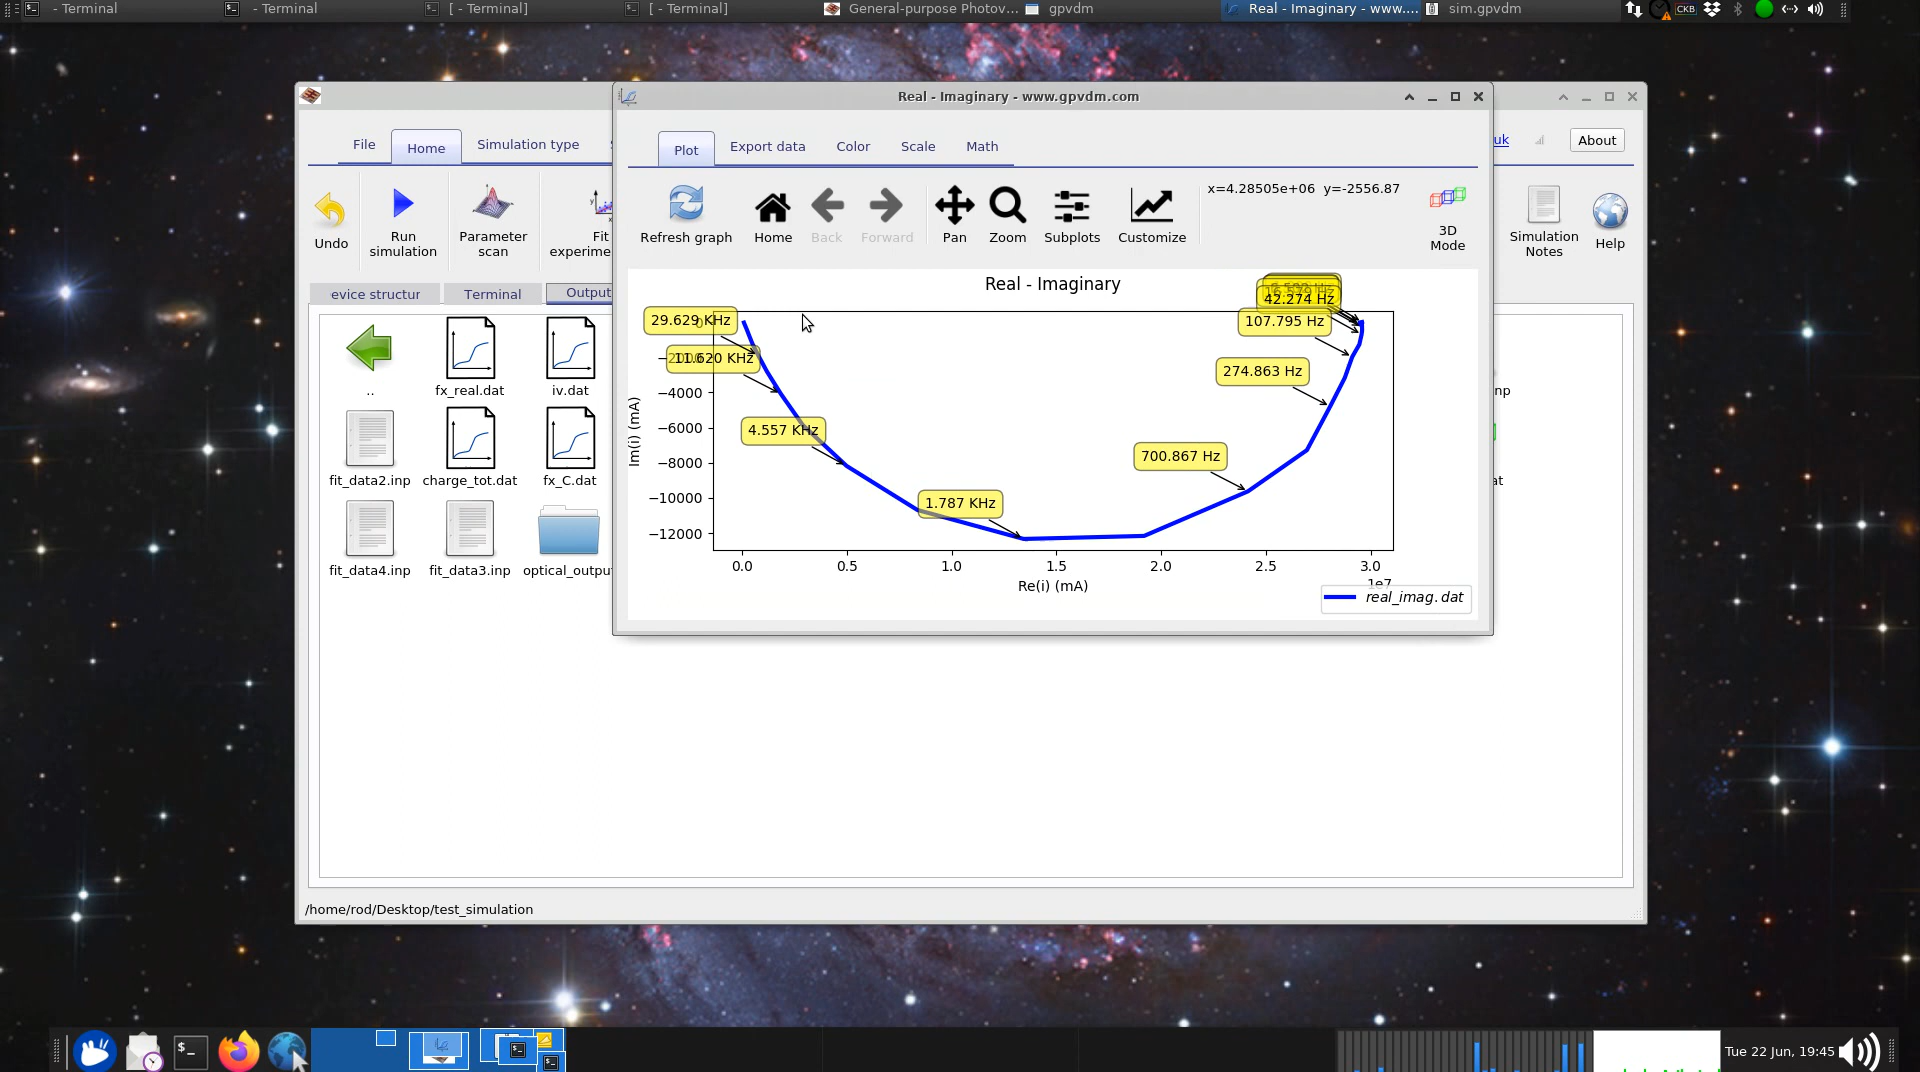 - Terminal
- Terminal
[ - Terminal]
[ - Terminal]
General-purpose Photov...
gpvdm
Real - Imaginary - www....
sim.gpvdm
CKB
Real - Imaginary - www.gpvdm.com
File
Home
Simulation type
uk
About
Plot
Export data
Color
Scale
Math
Undo
Run
simulation
Parameter
scan
Fit
experime
Refresh graph
Home
Back
Forward
Pan
Zoom
Subplots
Customize
x=4.28505e+06 y=-2556.87
3D
Mode
Simulation
Notes
Help
evice structur
Terminal
Output
..
fx_real.dat
iv.dat
fit_data2.inp
charge_tot.dat
fx_C.dat
fit_data4.inp
fit_data3.inp
optical_outpu
np
at
Real - Imaginary
29.629 KHz
11.620 KHz
4.557 KHz
1.787 KHz
700.867 Hz
274.863 Hz
107.795 Hz
42.274 Hz
−4000
−6000
−8000
−10000
−12000
Im(i) (mA)
0.0
0.5
1.0
1.5
2.0
2.5
3.0
1e7
Re(i) (mA)
real_imag.dat
/home/rod/Desktop/test_simulation
Tue 22 Jun, 19:45